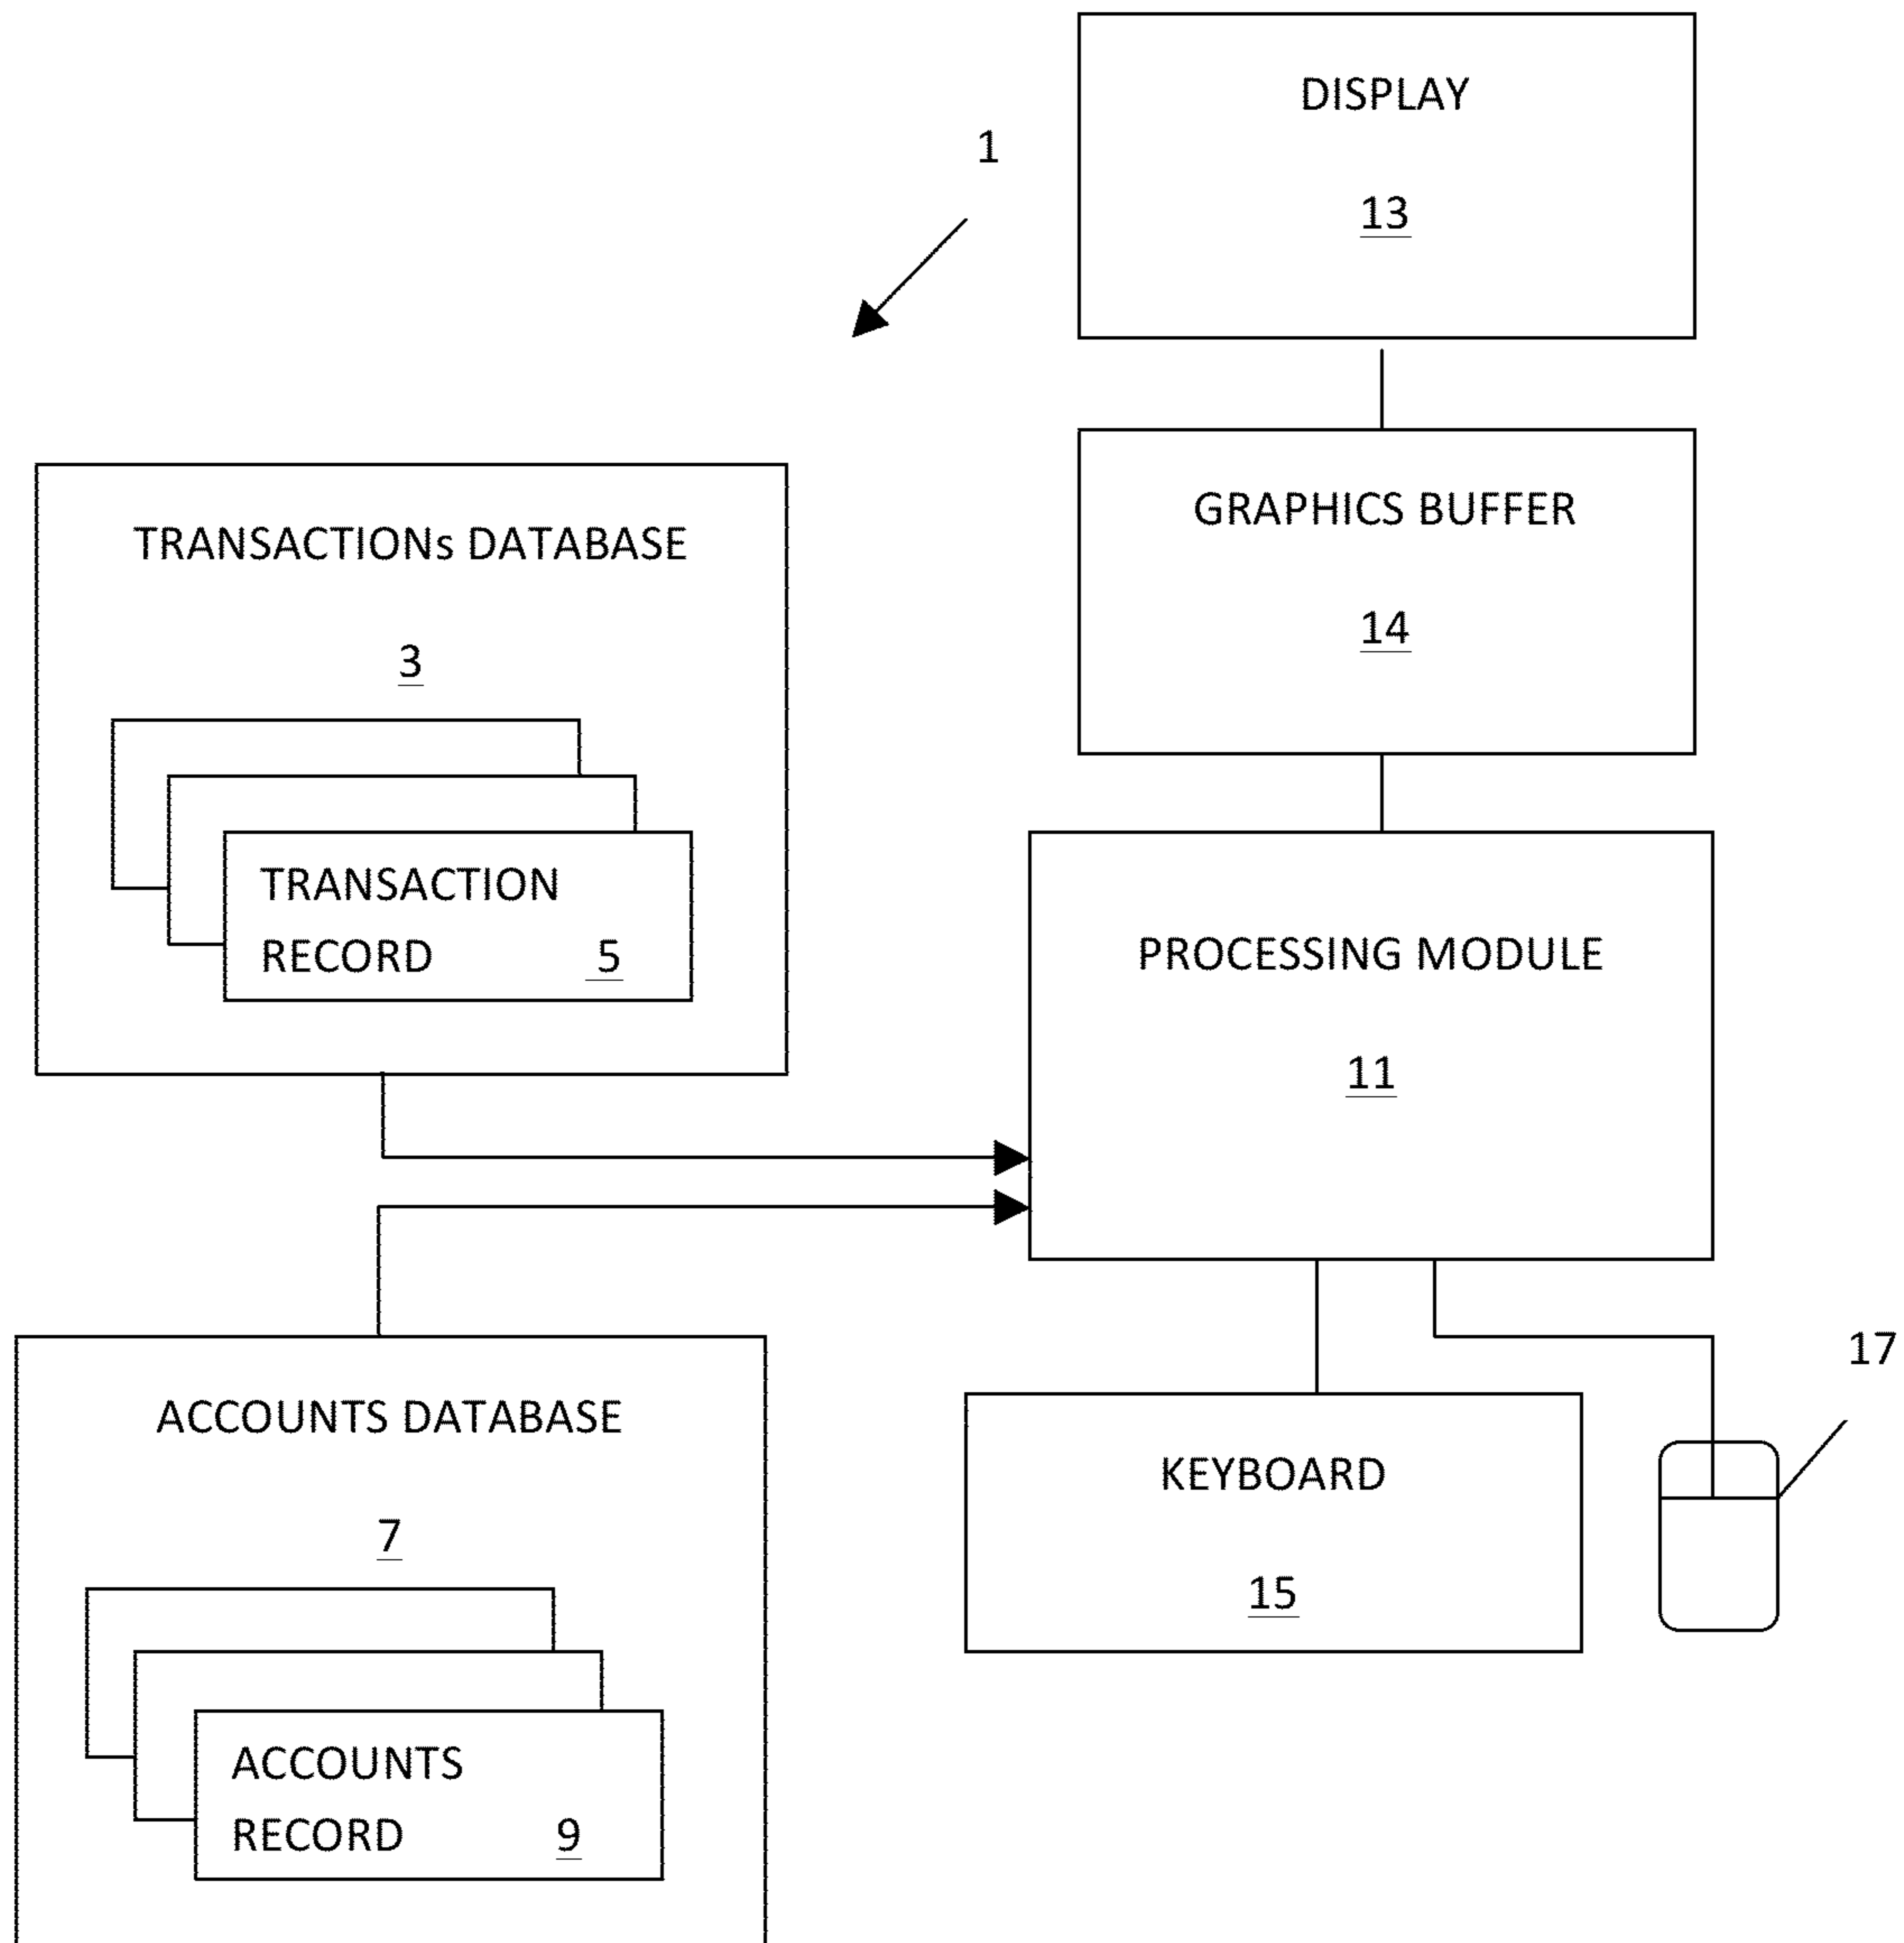 1
DISPLAY
13
GRAPHICS BUFFER
14
TRANSACTIONs DATABASE
3
TRANSACTION
RECORD 5
PROCESSING MODULE
11
ACCOUNTS DATABASE
7
ACCOUNTS
RECORD 9
KEYBOARD
15
17